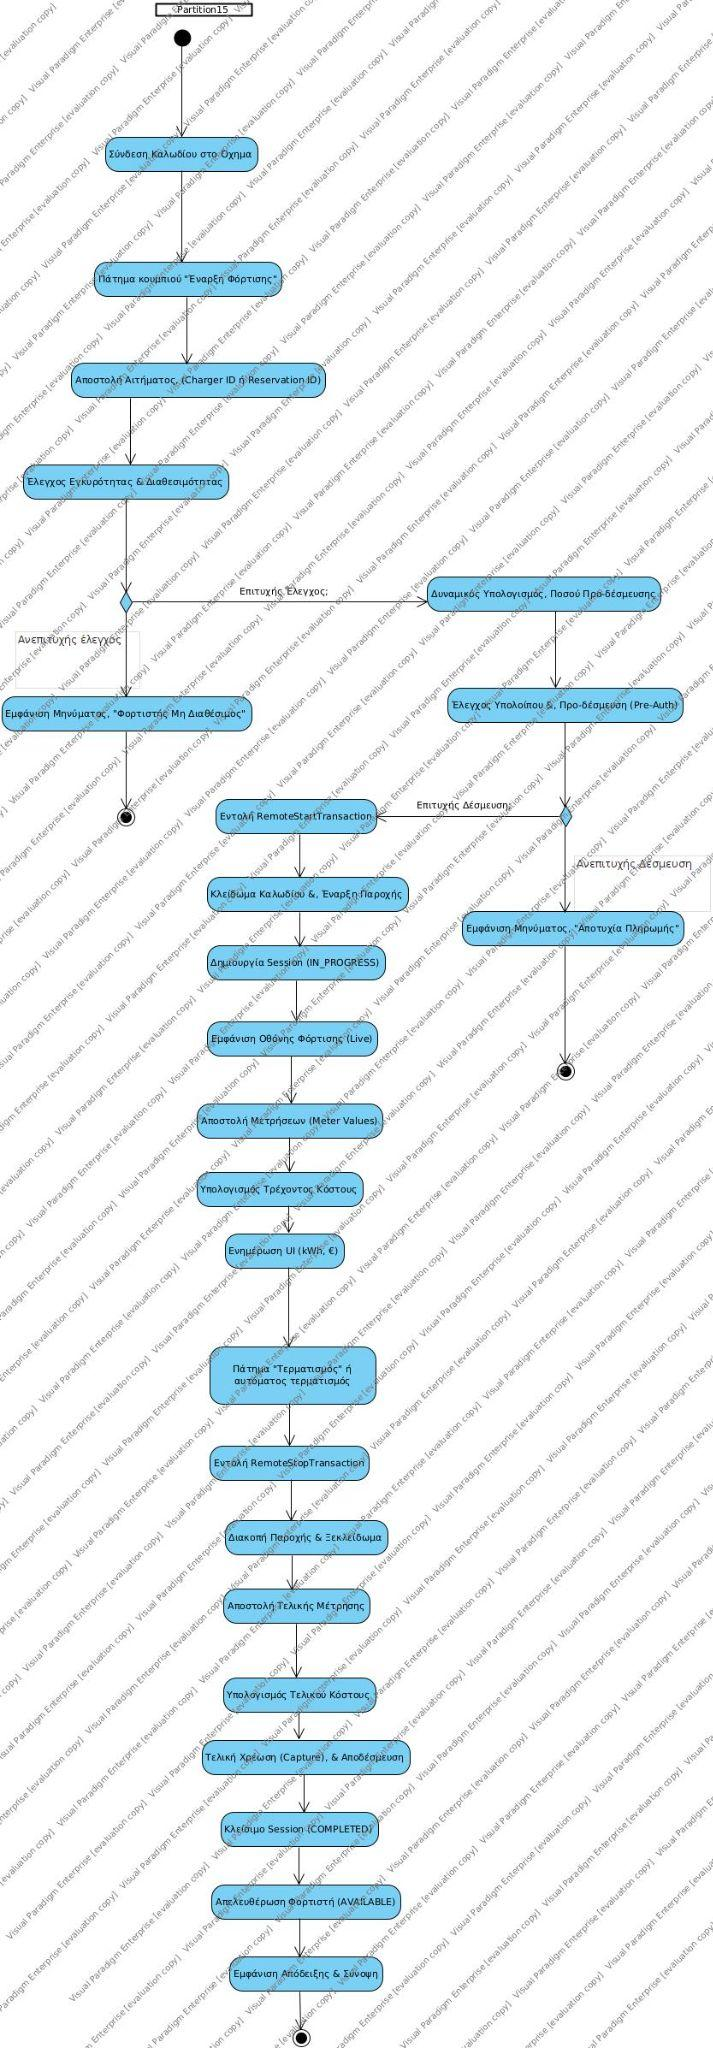 Partition15
Σύνδεση Καλωδίου στο Όχημα
Πάτημα κουμπιού "Έναρξη Φόρτισης"
Αποστολή Αιτήματος, (Charger ID ή Reservation ID)
Έλεγχος Εγκυρότητας & Διαθεσιμότητας
Επιτυχής Έλεγχος;
Δυναμικός Υπολογισμός, Ποσού Προ-δέσμευσης
Ανεπιτυχής έλεγχος
Εμφάνιση Μηνύματος, "Φορτιστής Μη Διαθέσιμος"
Έλεγχος Υπολοίπου &, Προ-δέσμευση (Pre-Auth)
Επιτυχής Δέσμευση;
Εντολή RemoteStartTransaction
Ανεπιτυχής Δέσμευση
Κλείδωμα Καλωδίου &, Έναρξη Παροχής
Εμφάνιση Μηνύματος, "Αποτυχία Πληρωμής"
Δημιουργία Session (IN_PROGRESS)
Εμφάνιση Οθόνης Φόρτισης (Live)
Αποστολή Μετρήσεων (Meter Values)
Υπολογισμός Τρέχοντος Κόστους
Ενημέρωση UI (kWh, €)
Πάτημα "Τερματισμός" ή
αυτόματος τερματισμός
Εντολή RemoteStopTransaction
Διακοπή Παροχής & Ξεκλείδωμα
Αποστολή Τελικής Μέτρησης
Υπολογισμός Τελικού Κόστους
Τελική Χρέωση (Capture), & Αποδέσμευση
Κλείσιμο Session (COMPLETED)
Απελευθέρωση Φορτιστή (AVAILABLE)
Εμφάνιση Απόδειξης & Σύνοψη
Visual Paradigm Enterprise [evaluation copy]